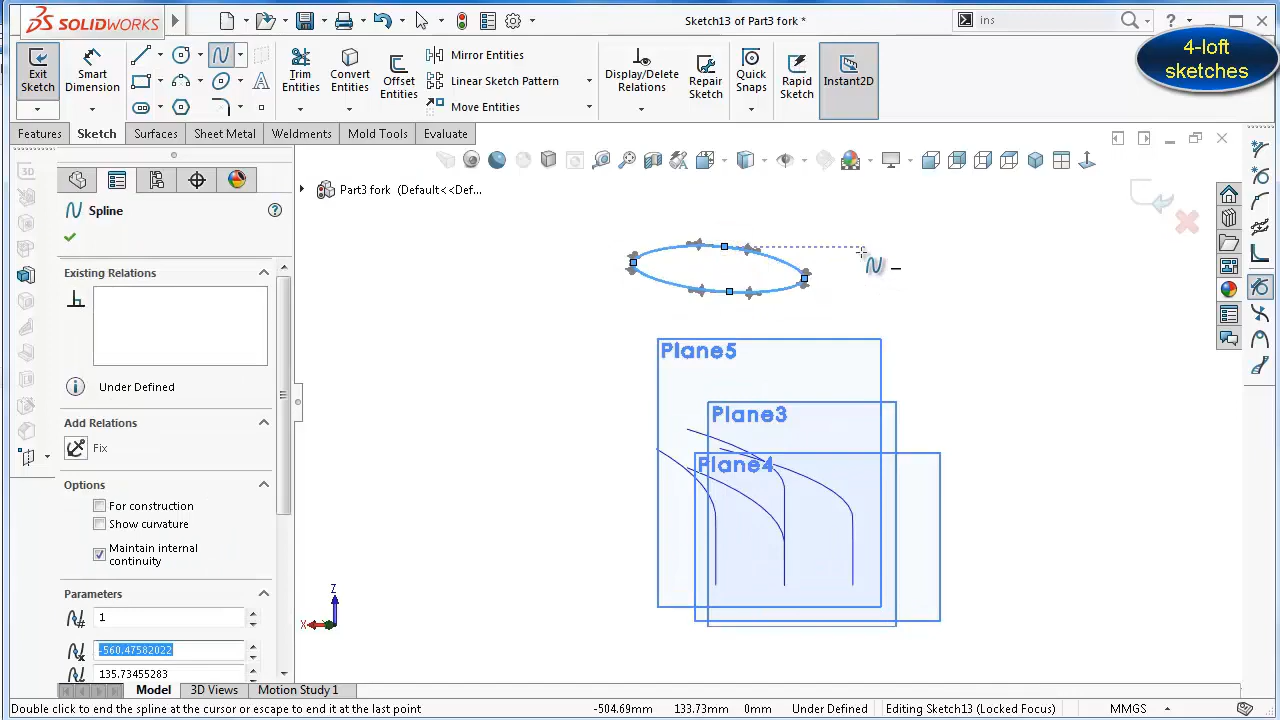 SOLIDWORKS
Sketch13 of Part3 fork *
ins
4-loft
sketches
Exit
Sketch
Smart
Dimension
Trim
Entities
Convert
Entities
Offset
Entities
Mirror Entities
Linear Sketch Pattern
Move Entities
Display/Delete
Relations
Repair
Sketch
Quick
Snaps
Rapid
Sketch
Instant2D
Features
Sketch
Surfaces
Sheet Metal
Weldments
Mold Tools
Evaluate
Part3 fork (Default<<Def...
Spline
Existing Relations
Under Defined
Add Relations
Fix
Options
For construction
Show curvature
Maintain internal
continuity
Parameters
1
-560.47582022
135.73455283
Plane5
Plane3
Plane4
Z
X
3D
Model
3D Views
Motion Study 1
Double click to end the spline at the cursor or escape to end it at the last point
-504.69mm
133.73mm
0mm
Under Defined
Editing Sketch13 (Locked Focus)
MMGS